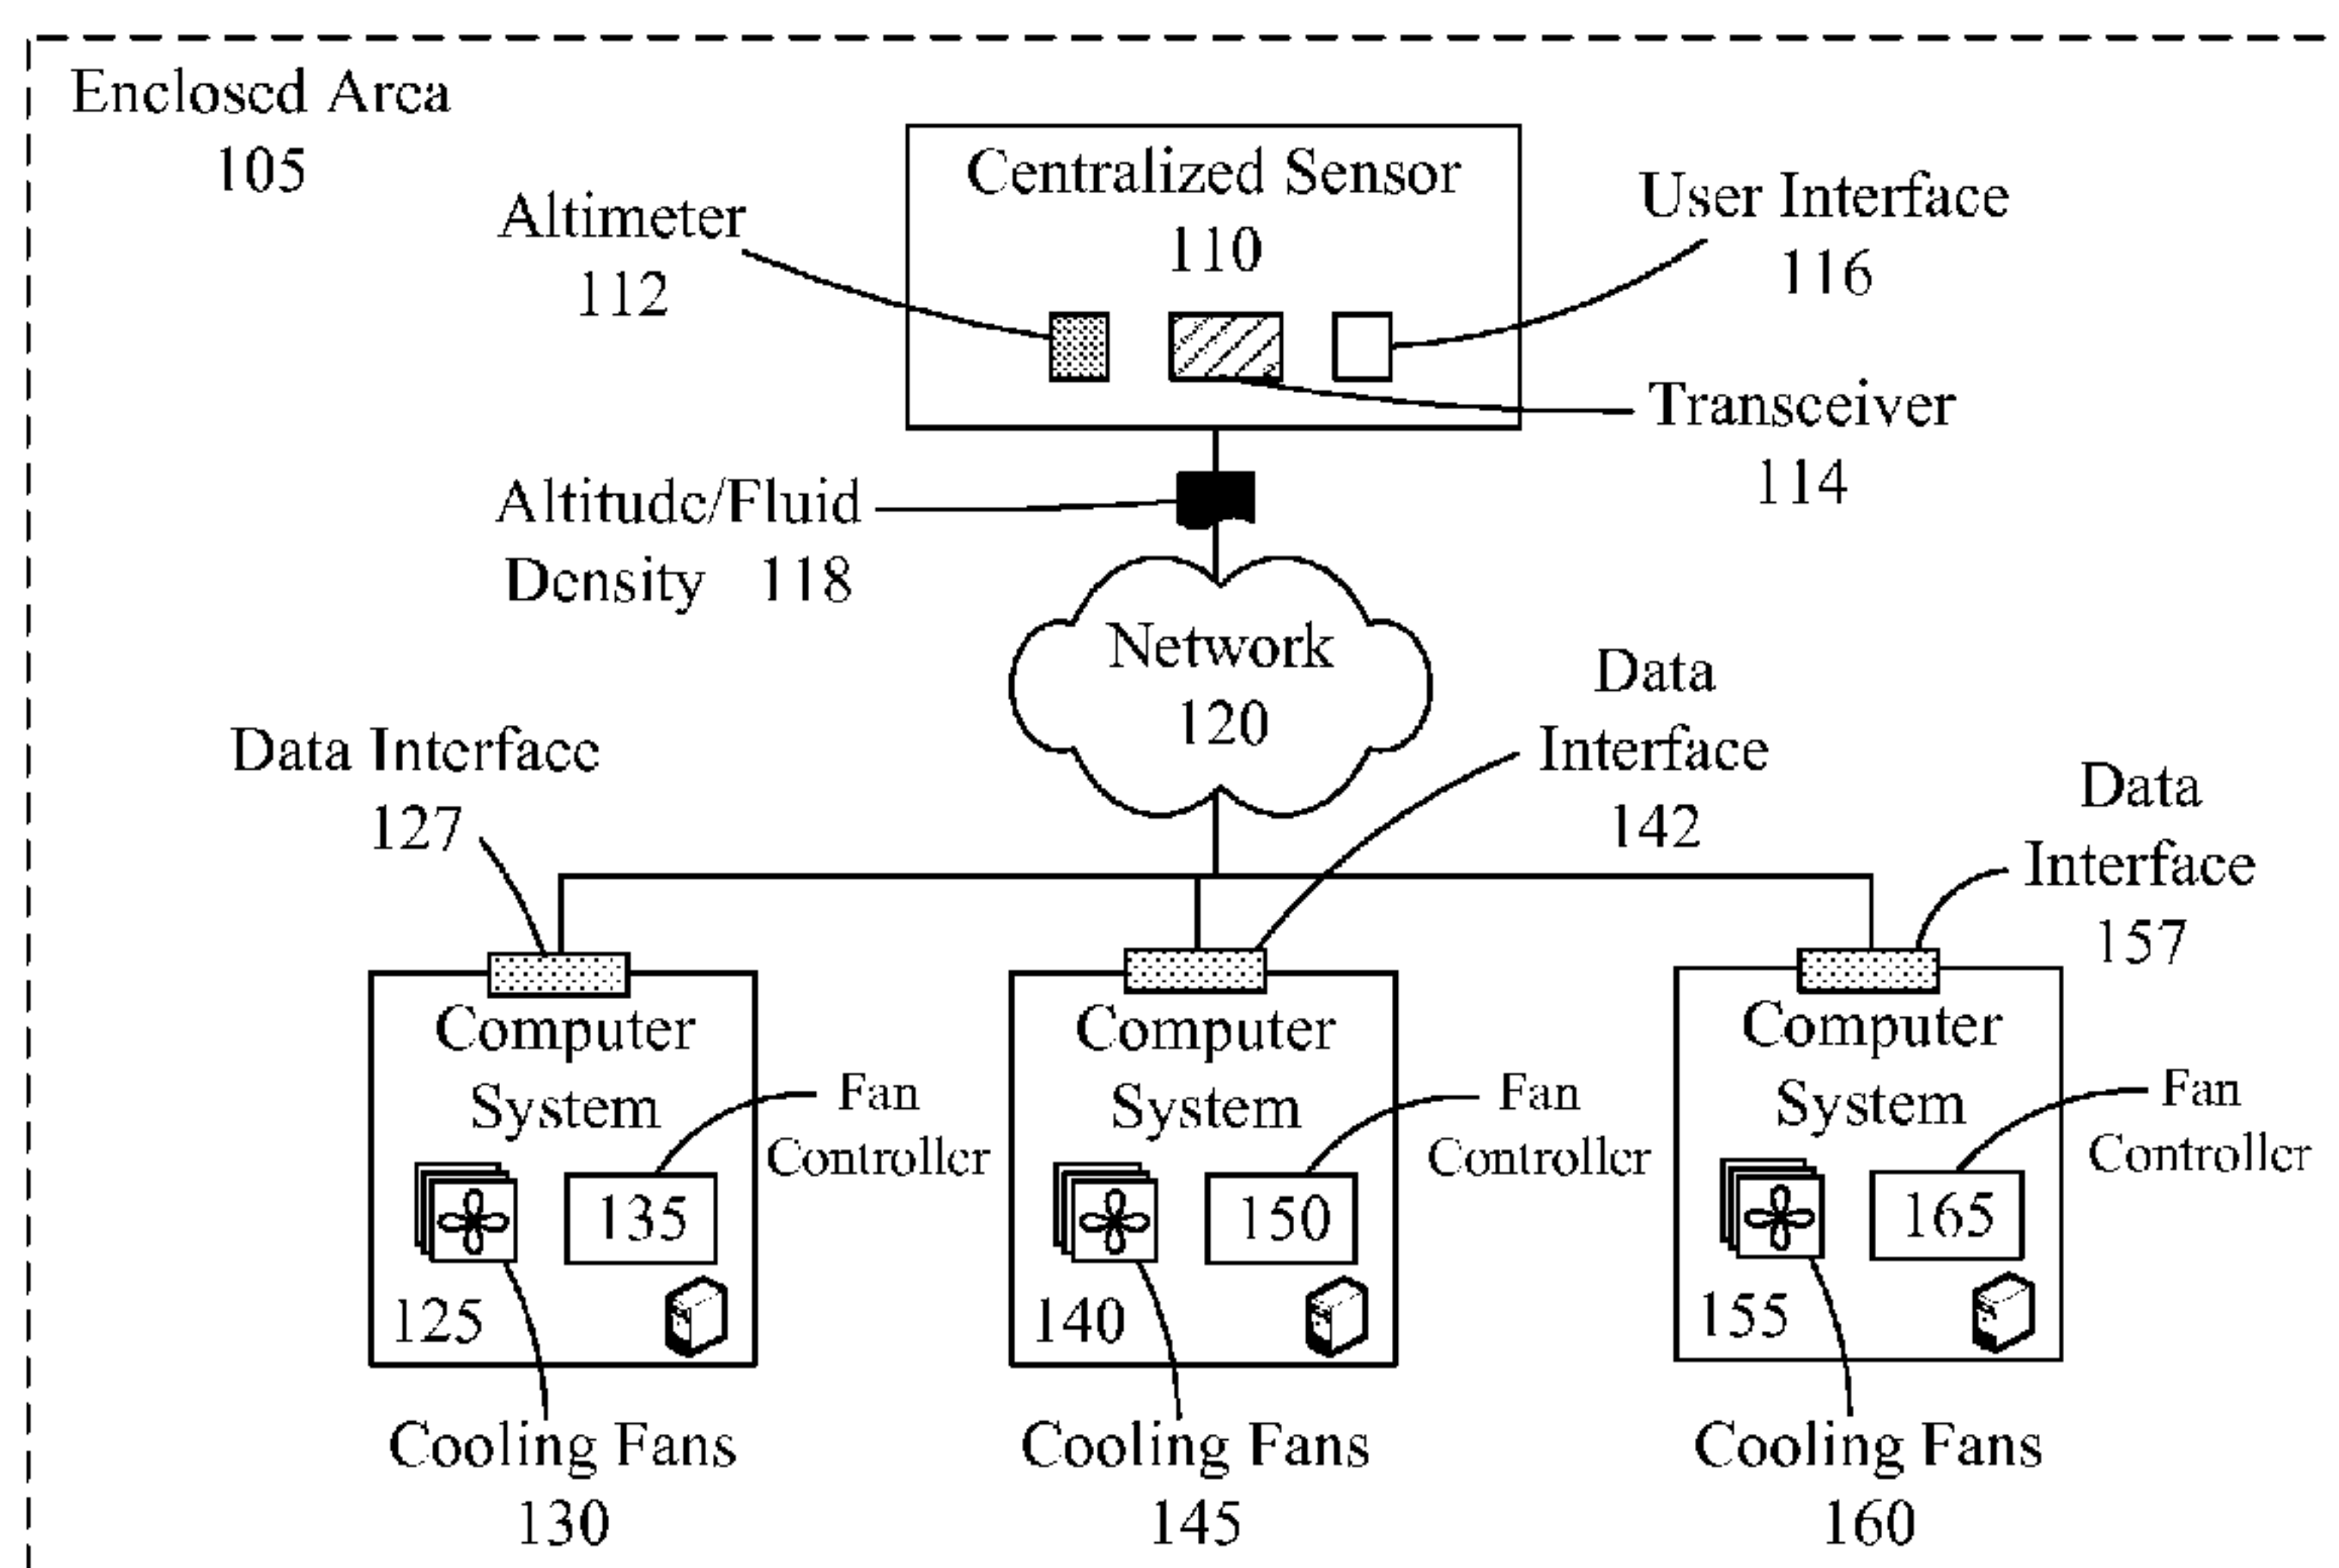 Enclosed Area
105
Centralized Sensor
110
Altimeter
112
User Interface
116
Transceiver
114
Altitude/Fluid
Density 118
Network
120
Data Interface
127
Data
Interface
142
Data
Interface
157
Computer
System
Fan
Controller
135
125
Cooling Fans
130
Computer
System
Fan
Controller
150
140
Cooling Fans
145
Computer
System
Fan
Controller
165
155
Cooling Fans
160